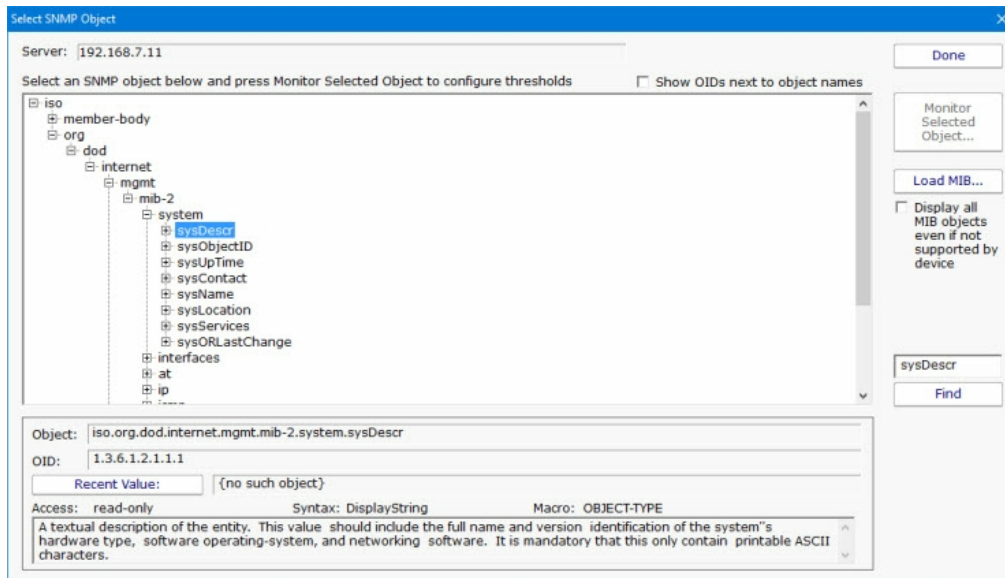 Select SNMP Object
Server: 192.168.7.11
Done
Select an SNMP object below and press Monitor Selected Object to configure thresholds
Show OIDs next to object names
iso
member-body
org
dod
internet
mgmt
mib-2
system
sysDescr
sysObjectID
sysUpTime
sysContact
sysName
sysLocation
sysServices
sysORLastChange
interfaces
at
ip
Monitor
Selected
Object...
Load MIB...
Display all
MIB objects
even if not
supported by
device
sysDescr
Find
Object: iso.org.dod.internet.mgmt.mib-2.system.sysDescr
OID: 1.3.6.1.2.1.1.1
Recent Value: {no such object}
Access: read-only Syntax: DisplayString Macro: OBJECT-TYPE
A textual description of the entity. This value should include the full name and version identification of the system"s
hardware type, software operating-system, and networking software. It is mandatory that this only contain printable ASCII
characters.